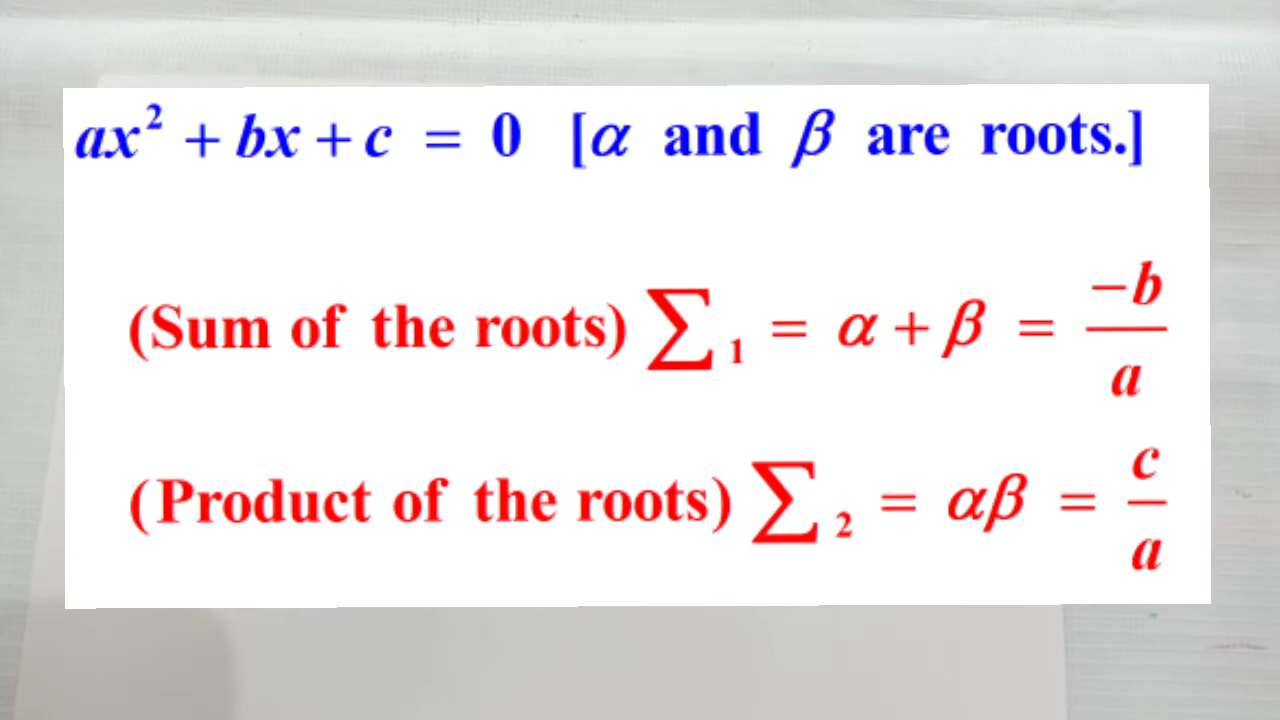 ax² + bx + c = 0 [α and β are roots.]
(Sum of the roots) ∑₁ = α + β = −b/a
(Product of the roots) ∑₂ = αβ = c/a